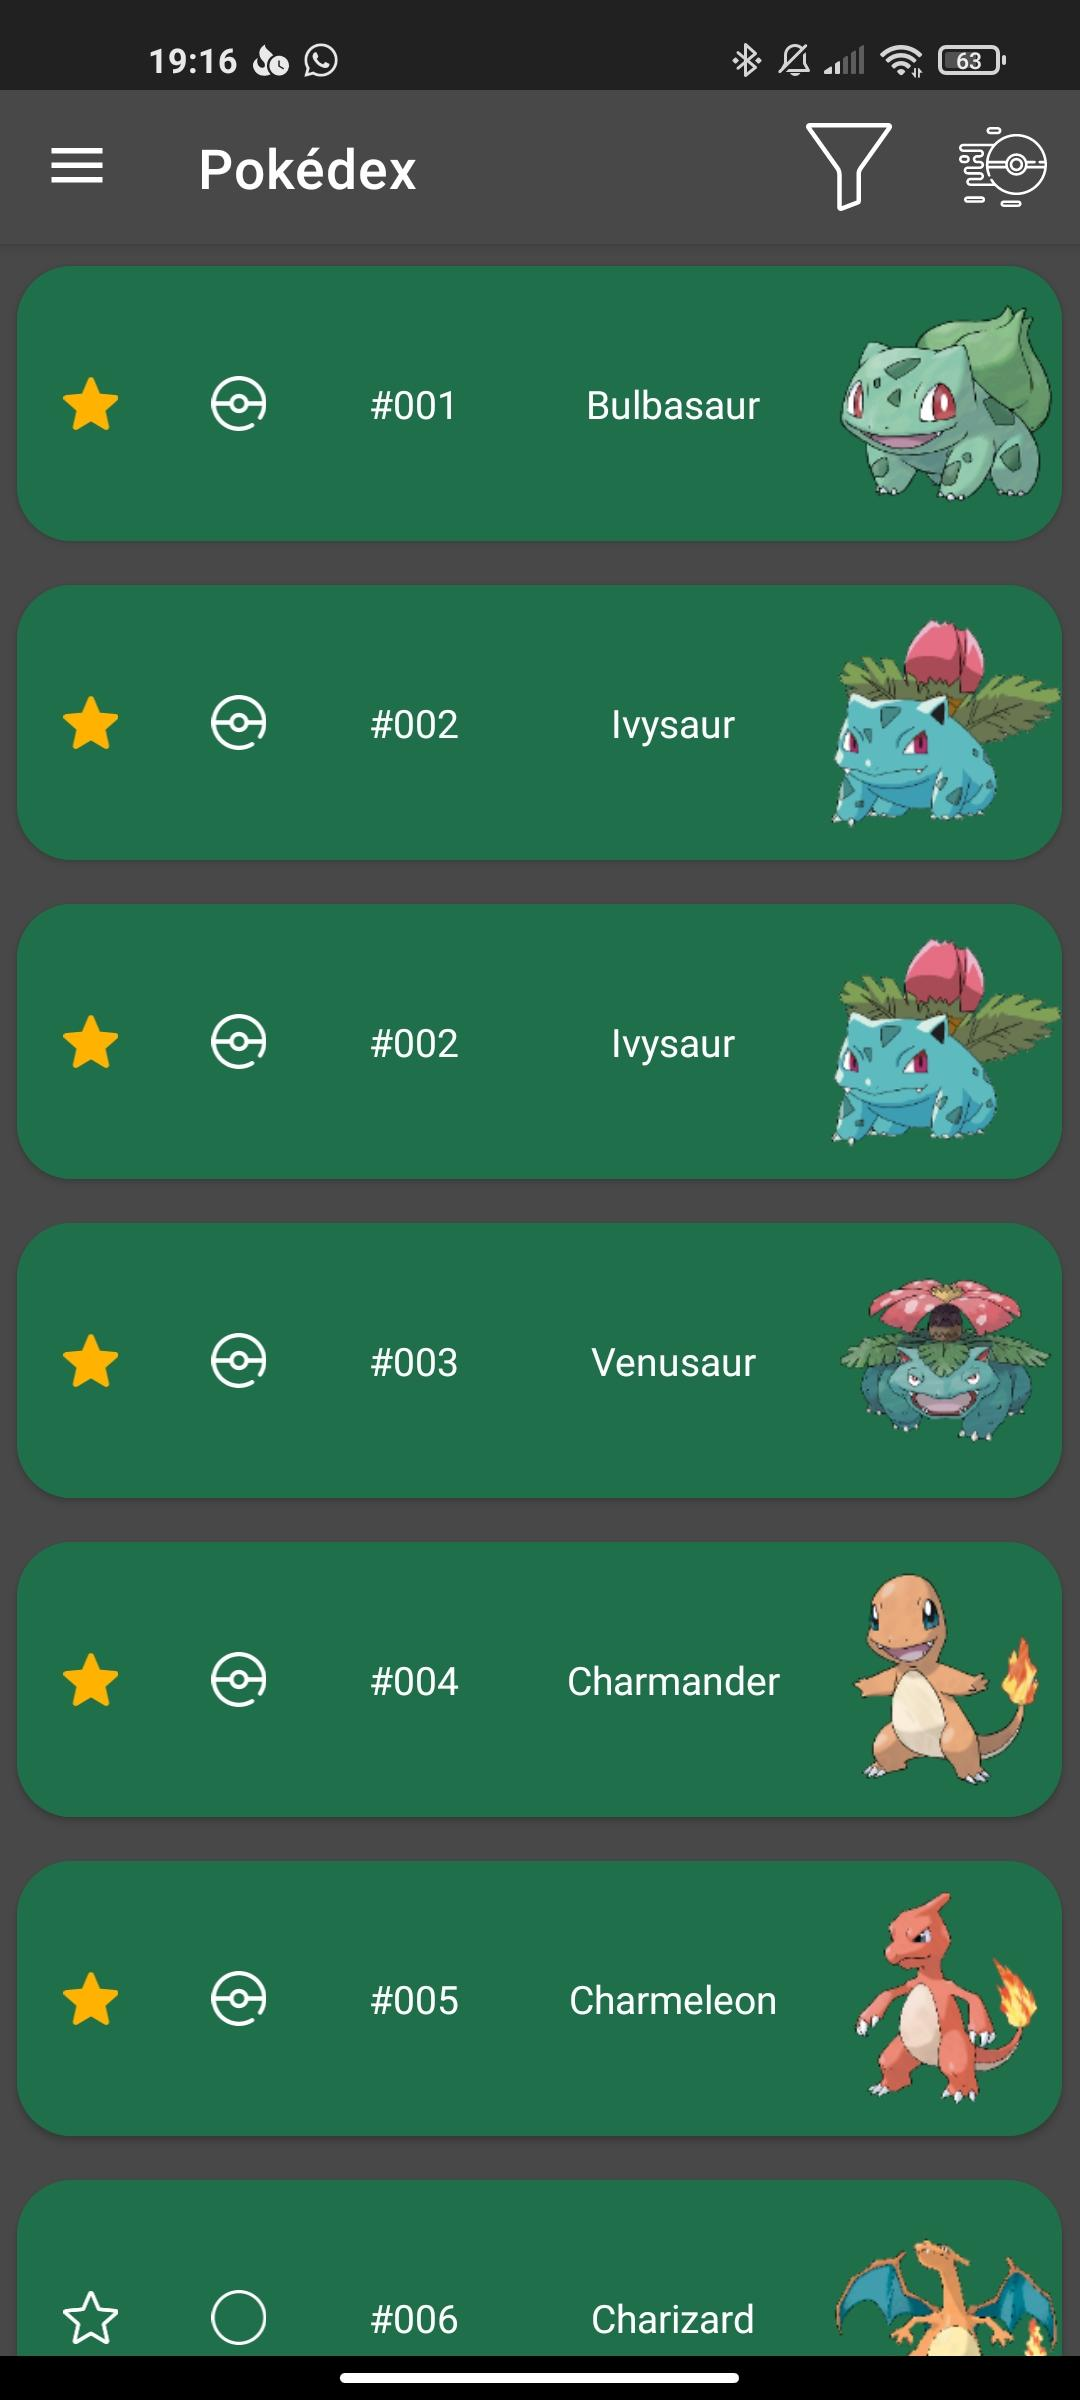 19:16 63
Pokédex
#001 Bulbasaur
#002 Ivysaur
#002 Ivysaur
#003 Venusaur
#004 Charmander
#005 Charmeleon
#006 Charizard